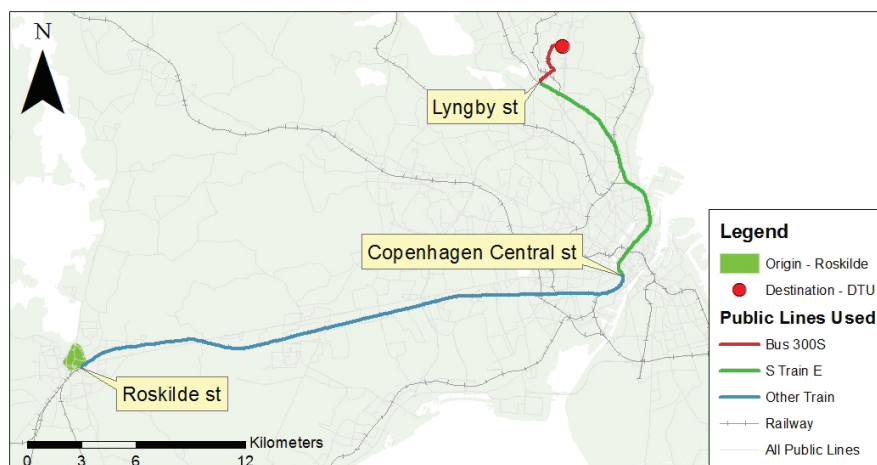 N
Lyngby st
Copenhagen Central st
Roskilde st
Kilometers
0 3 6 12
Legend
Origin - Roskilde
Destination - DTU
Public Lines Used
Bus 300S
S Train E
Other Train
Railway
All Public Lines